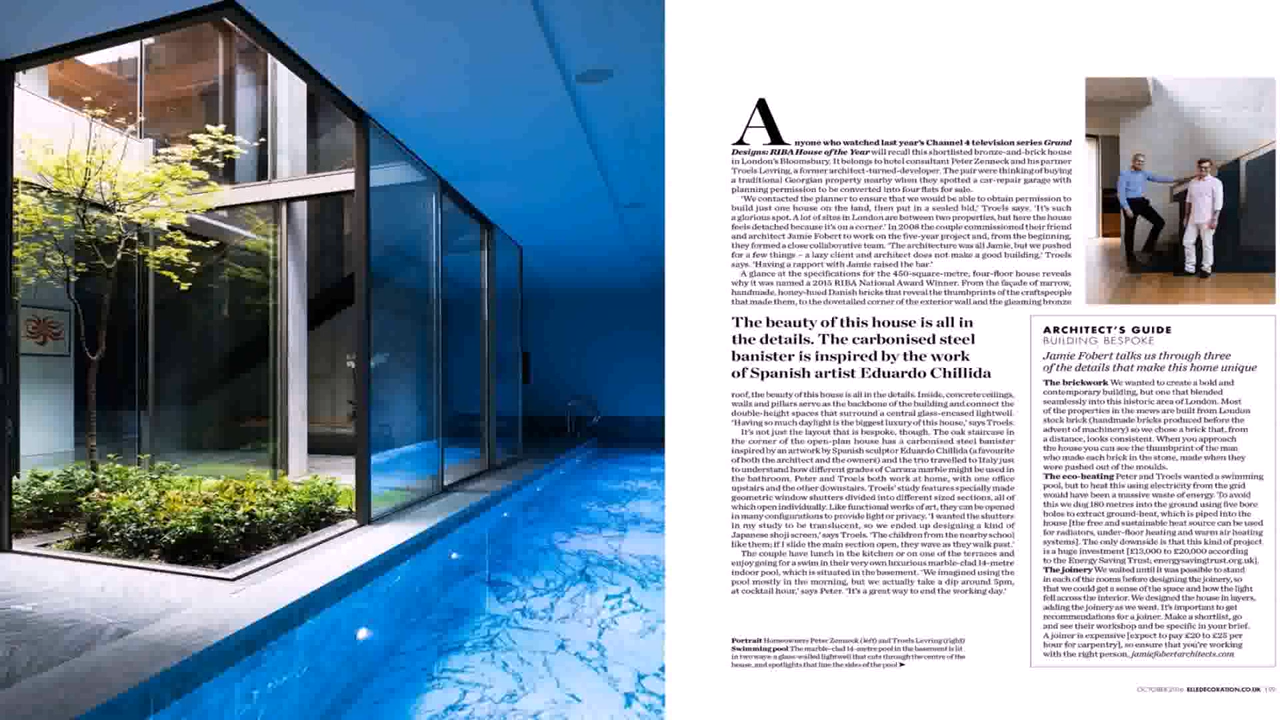 Anyone who watched last year's Channel 4 television series Grand
Designs: RIBA House of the Year will recall this shortlisted bronze-and-brick house
in London's Bloomsbury. It belongs to hotel consultant Peter Zenneck and his partner
Troels Levring, a former architect-turned-developer. The pair were thinking of buying
a traditional Georgian property nearby when they spotted a car-repair garage with
planning permission to be converted into four flats for sale.
'We contacted the planner to ensure that we would be able to obtain permission to
build just one house on the land, then put in a sealed bid,' Troels says. 'It's such
a glorious spot. A lot of sites in London are between two properties, but here the house
feels detached because it's on a corner.' In 2008 the couple commissioned their friend
and architect Jamie Fobert to work on the five-year project and, from the beginning,
they formed a close collaborative team. 'The architecture was all Jamie, but we pushed
for a few things – a lazy client and architect does not make a good building,' Troels
says. 'Having a rapport with Jamie raised the bar.'
A glance at the specifications for the 450-square-metre, four-floor house reveals
why it was named a 2015 RIBA National Award Winner. From the façade of narrow,
handmade, honey-hued Danish bricks that reveal the thumbprints of the craftspeople
that made them, to the dovetailed corner of the exterior wall and the gleaming bronze
The beauty of this house is all in
the details. The carbonised steel
banister is inspired by the work
of Spanish artist Eduardo Chillida
roof, the beauty of this house is all in the details. Inside, concrete ceilings,
walls and pillars serve as the backbone of the building and connect the
double-height spaces that surround a central glass-encased lightwell.
'Having so much daylight is the biggest luxury of this house,' says Troels.
It's not just the layout that is bespoke, though. The oak staircase in
the corner of the open-plan house has a carbonised steel banister
inspired by an artwork by Spanish sculptor Eduardo Chillida (a favourite
of both the architect and the owners) and the trio travelled to Italy just
to understand how different grades of Carrara marble might be used in
the bathroom. Peter and Troels both work at home, with one office
upstairs and the other downstairs. Troels' study features specially made
geometric window shutters divided into different sized sections, all of
which open individually. Like functional works of art, they can be opened
in many configurations to provide light or privacy. 'I wanted the shutters
in my study to be translucent, so we ended up designing a kind of
Japanese shoji screen,' says Troels. 'The children from the nearby school
like them; if I slide the main section open, they wave as they walk past.'
The couple have lunch in the kitchen or on one of the terraces and
enjoy going for a swim in their very own luxurious marble-clad 14-metre
indoor pool, which is situated in the basement. 'We imagined using the
pool mostly in the morning, but we actually take a dip around 5pm,
at cocktail hour,' says Peter. 'It's a great way to end the working day.'
Portrait Homeowners Peter Zenneck (left) and Troels Levring (right)
Swimming pool The marble-clad 14-metre pool in the basement is lit
in two ways: a glass-walled lightwell that cuts through the centre of the
house, and spotlights that line the sides of the pool ➤
ARCHITECT'S GUIDE
BUILDING BESPOKE
Jamie Fobert talks us through three
of the details that make this home unique
The brickwork We wanted to create a bold and
contemporary building, but one that blended
seamlessly into this historic area of London. Most
of the properties in the mews are built from London
stock brick (handmade bricks produced before the
advent of machinery) so we chose a brick that, from
a distance, looks consistent. When you approach
the house you can see the thumbprint of the man
who made each brick in the stone, made when they
were pushed out of the moulds.
The eco-heating Peter and Troels wanted a swimming
pool, but to heat this using electricity from the grid
would have been a massive waste of energy. To avoid
this we dug 180 metres into the ground using five bore
holes to extract ground-heat, which is piped into the
house [the free and sustainable heat source can be used
for radiators, under-floor heating and warm air heating
systems]. The only downside is that this kind of project
is a huge investment [£13,000 to £20,000 according
to the Energy Saving Trust; energysavingtrust.org.uk].
The joinery We waited until it was possible to stand
in each of the rooms before designing the joinery, so
that we could get a sense of the space and how the light
fell across the interior. We designed the house in layers,
adding the joinery as we went. It's important to get
recommendations for a joiner. Make a shortlist, go
and see their workshop and be specific in your brief.
A joiner is expensive [expect to pay £20 to £25 per
hour for carpentry], so ensure that you're working
with the right person. jamiefobertarchitects.com
OCTOBER 2016 ELLEDECORATION.CO.UK 199